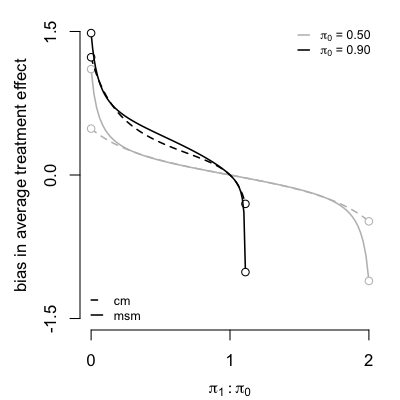 1.5
π₀ = 0.50
π₀ = 0.90
bias in average treatment effect
0.0
cm
msm
-1.5
0 1 2
π₁ : π₀